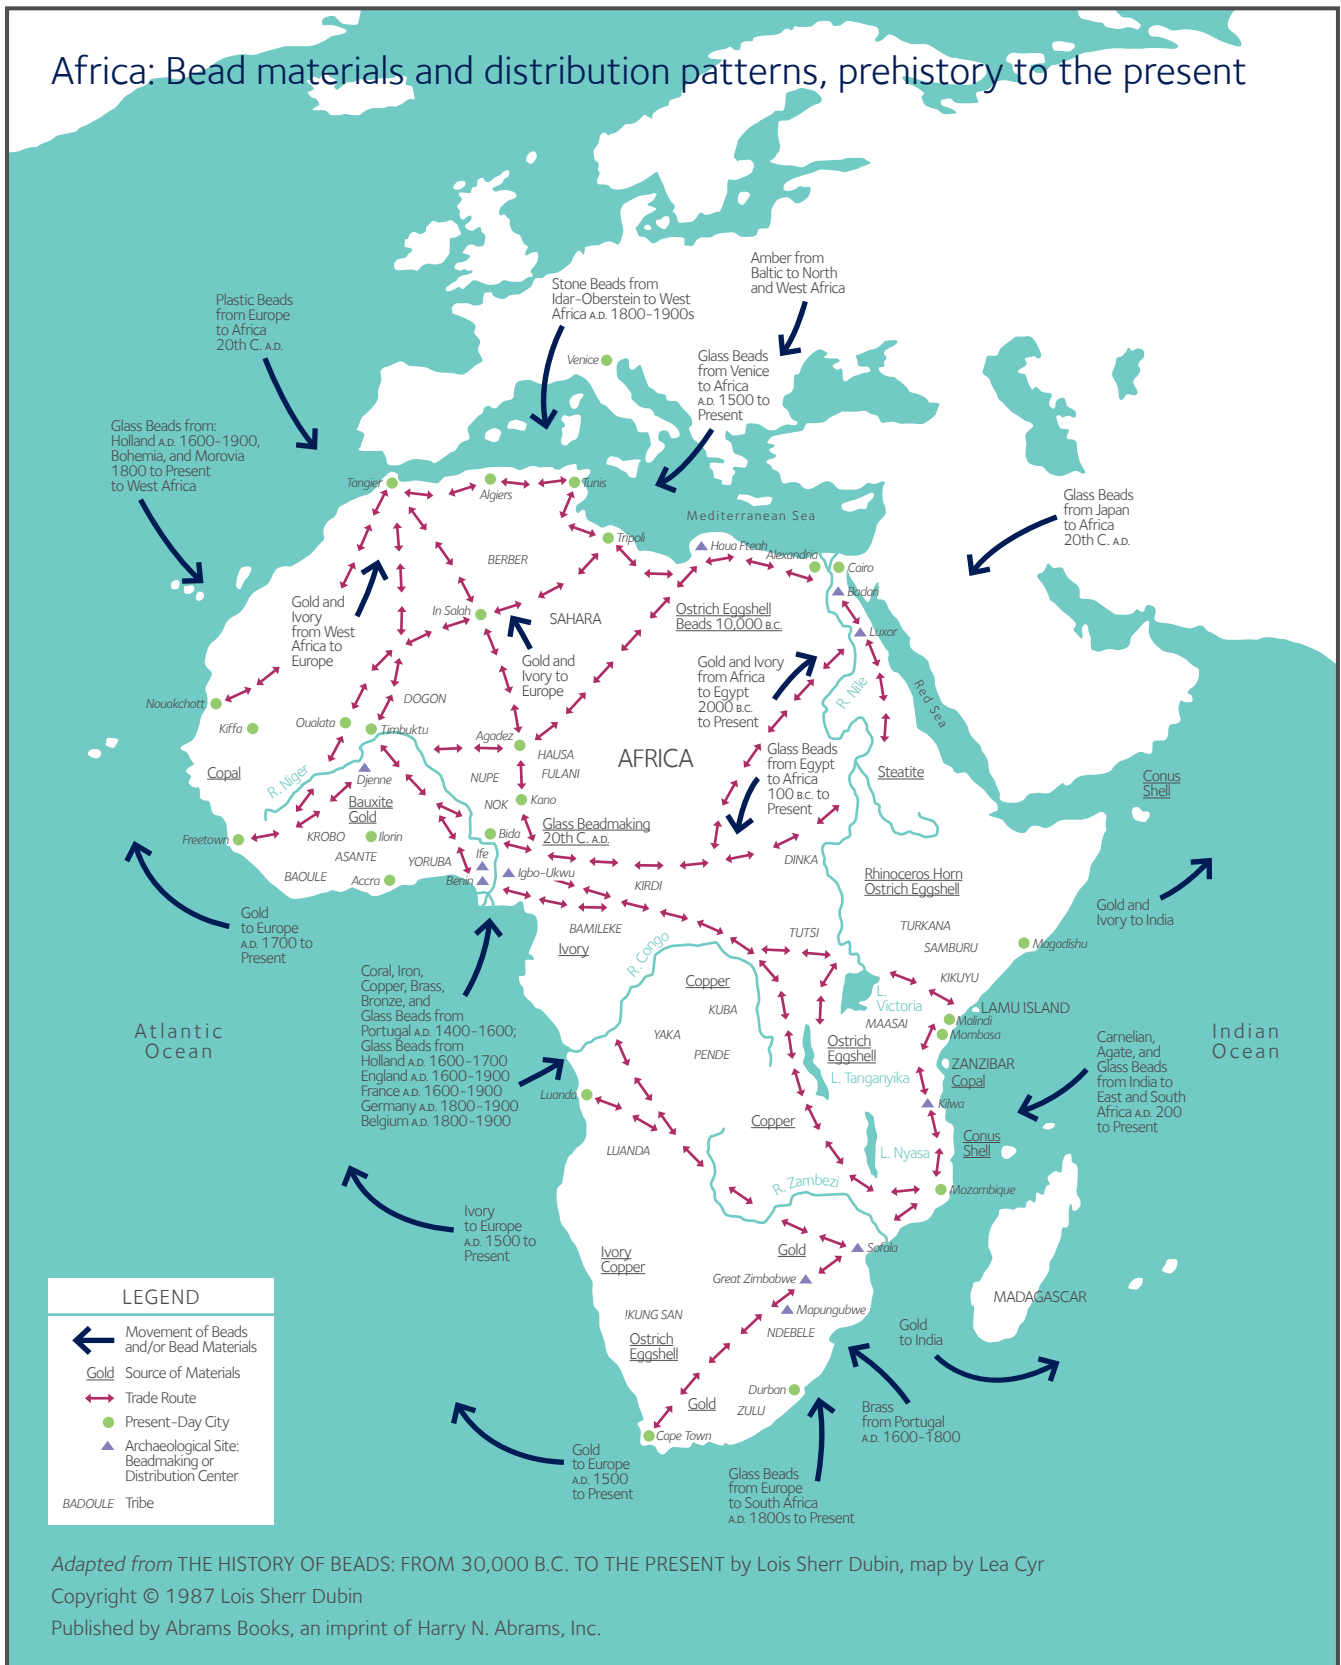 Africa: Bead materials and distribution patterns, prehistory to the present
Amber from
Baltic to North
and West Africa
Stone Beads from
Idar-Oberstein to West
Africa A.D. 1800-1900s
Plastic Beads
from Europe
to Africa
20th C. A.D.
Venice
Glass Beads
from Venice
to Africa
A.D. 1500 to
Present
Glass Beads from:
Holland A.D. 1600-1900,
Bohemia, and Morovia
1800 to Present
to West Africa
Glass Beads
from Japan
to Africa
20th C. A.D.
Tangier
Algiers
Tunis
Mediterranean Sea
Tripoli
Haua Fteah
Alexandria
Cairo
BERBER
Badari
Gold and
Ivory
from West
Africa to
Europe
In Salah
SAHARA
Ostrich Eggshell
Beads 10,000 B.C.
Luxor
Gold and
Ivory to
Europe
Gold and Ivory
from Africa
to Egypt
2000 B.C.
to Present
R. Nile
Red Sea
Nouakchott
Kiffa
Oualata
DOGON
Timbuktu
Agadez
HAUSA
FULANI
AFRICA
Glass Beads
from Egypt
to Africa
100 B.C. to
Present
Copal
R. Niger
Djenne
NUPE
Steatite
Conus
Shell
Bauxite
Gold
NOK
Kano
Freetown
KROBO
Ilorin
Bida
Glass Beadmaking
20th C. A.D.
ASANTE
YORUBA
Ife
DINKA
BAOULE
Accra
Benin
Igbo-Ukwu
KIRDI
Rhinoceros Horn
Ostrich Eggshell
Gold
to Europe
A.D. 1700 to
Present
BAMILEKE
Ivory
R. Congo
TUTSI
TURKANA
SAMBURU
Magadishu
Gold and
Ivory to India
Coral, Iron,
Copper, Brass,
Bronze, and
Glass Beads from
Portugal A.D. 1400-1600;
Glass Beads from
Holland A.D. 1600-1700
England A.D. 1600-1900
France A.D. 1600-1900
Germany A.D. 1800-1900
Belgium A.D. 1800-1900
Copper
KUBA
KIKUYU
L.
Victoria
LAMU ISLAND
MAASAI
Malindi
Mombasa
Atlantic
Ocean
Indian
Ocean
YAKA
PENDE
Ostrich
Eggshell
L. Tanganyika
ZANZIBAR
Copal
Carnelian,
Agate, and
Glass Beads
from India to
East and South
Africa A.D. 200
to Present
Luanda
Kilwa
Copper
LUANDA
L. Nyasa
Conus
Shell
R. Zambezi
Mozambique
Ivory
to Europe
A.D. 1500 to
Present
Ivory
Copper
Gold
Sofala
Great Zimbabwe
MADAGASCAR
!KUNG SAN
Mapungubwe
NDEBELE
Ostrich
Eggshell
Gold
to India
Durban
ZULU
Gold
Brass
from Portugal
A.D. 1600-1800
Cape Town
Gold
to Europe
A.D. 1500
to Present
Glass Beads
from Europe
to South Africa
A.D. 1800s to Present
LEGEND
Movement of Beads
and/or Bead Materials
Gold Source of Materials
Trade Route
Present-Day City
Archaeological Site:
Beadmaking or
Distribution Center
BADOULE Tribe
Adapted from THE HISTORY OF BEADS: FROM 30,000 B.C. TO THE PRESENT by Lois Sherr Dubin, map by Lea Cyr
Copyright © 1987 Lois Sherr Dubin
Published by Abrams Books, an imprint of Harry N. Abrams, Inc.